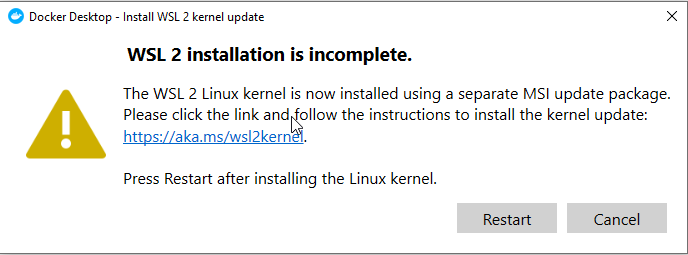 Docker Desktop - Install WSL 2 kernel update
WSL 2 installation is incomplete.
The WSL 2 Linux kernel is now installed using a separate MSI update package.
Please click the link and follow the instructions to install the kernel update:
https://aka.ms/wsl2kernel.
Press Restart after installing the Linux kernel.
Restart Cancel